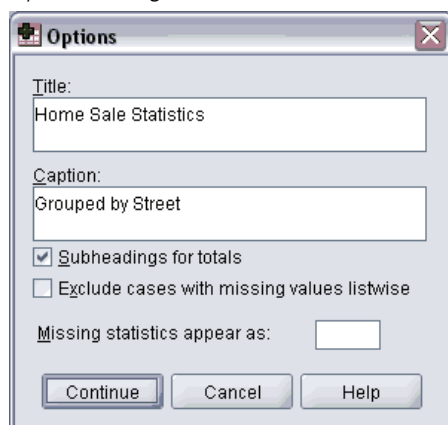 Options
Title:
Home Sale Statistics
Caption:
Grouped by Street
Subheadings for totals
Exclude cases with missing values listwise
Missing statistics appear as:
Continue Cancel Help